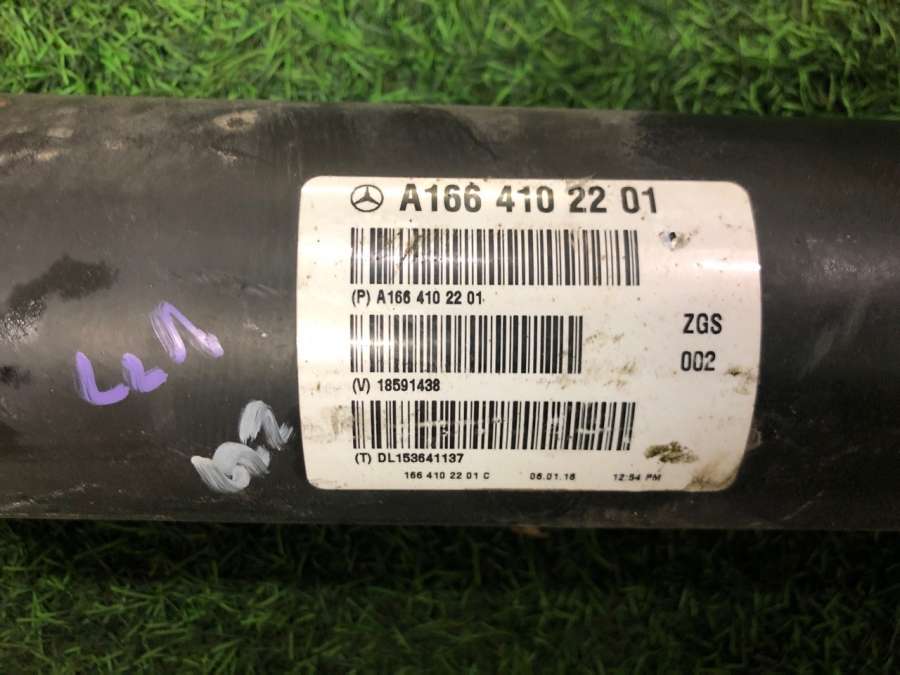 A166 410 22 01
(P) A166 410 22 01
ZGS
002
(V) 18591438
(T) DL153641137
166 410 22 01 C 06.01.16 12:54 PM